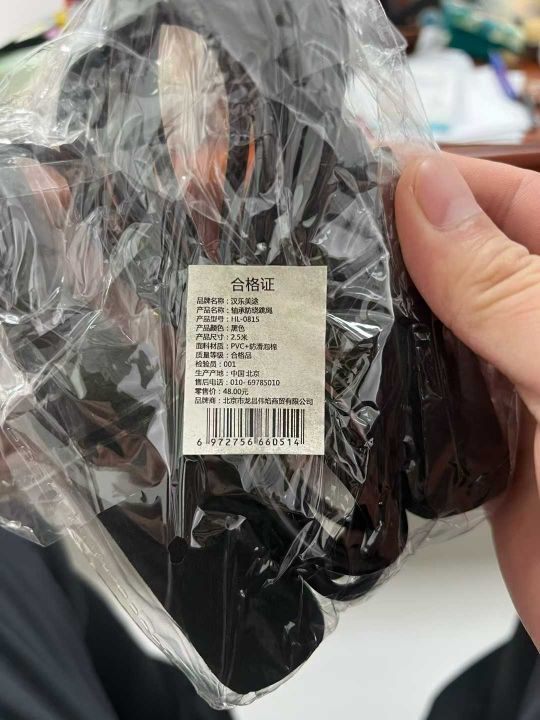 合格证
品牌名称：汉乐美途
产品名称：轴承防绕跳绳
产品型号：HL-0815
产品颜色：黑色
产品尺寸：2.5米
面料材质：PVC+防滑泡棉
质量等级：合格品
检验员：001
生产产地：中国 北京
售后电话：010- 69785010
零售价：48.00元
品牌商：北京市龙昌伟焰商贸有限公司
6 972756 660514